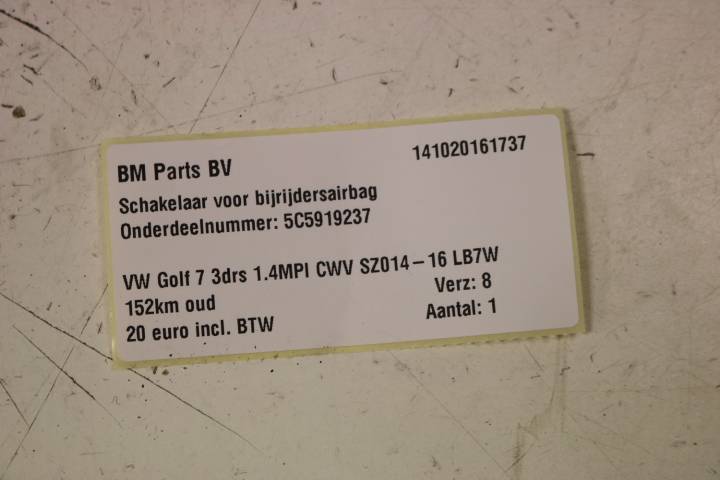 BM Parts BV 141020161737
Schakelaar voor bijrijdersairbag
Onderdeelnummer: 5C5919237
VW Golf 7 3drs 1.4MPI CWV SZ014-16 LB7W
152km oud Verz: 8
20 euro incl. BTW Aantal: 1